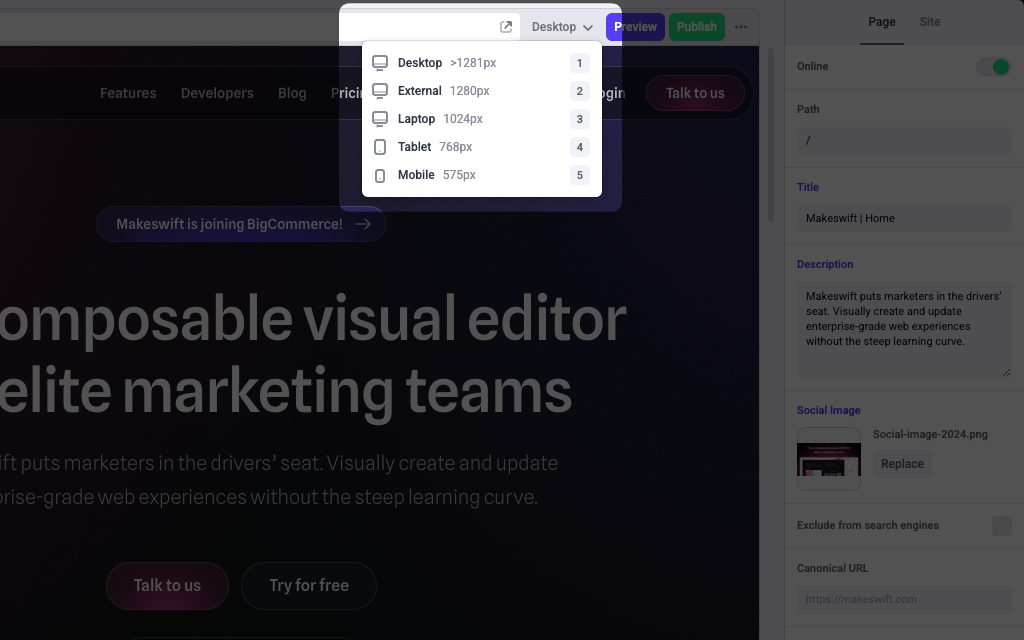 Desktop
Preview
Publish
Page
Site
Desktop >1281px 1
External 1280px 2
Laptop 1024px 3
Tablet 768px 4
Mobile 575px 5
Features
Developers
Blog
Pricin
ogin
Talk to us
Makeswift is joining BigCommerce!
omposable visual editor
elite marketing teams
ift puts marketers in the drivers’ seat. Visually create and update
prise-grade web experiences without the steep learning curve.
Talk to us
Try for free
Online
Path
/
Title
Makeswift | Home
Description
Makeswift puts marketers in the drivers’
seat. Visually create and update
enterprise-grade web experiences
without the steep learning curve.
Social Image
Social-image-2024.png
Replace
Exclude from search engines
Canonical URL
https://makeswift.com